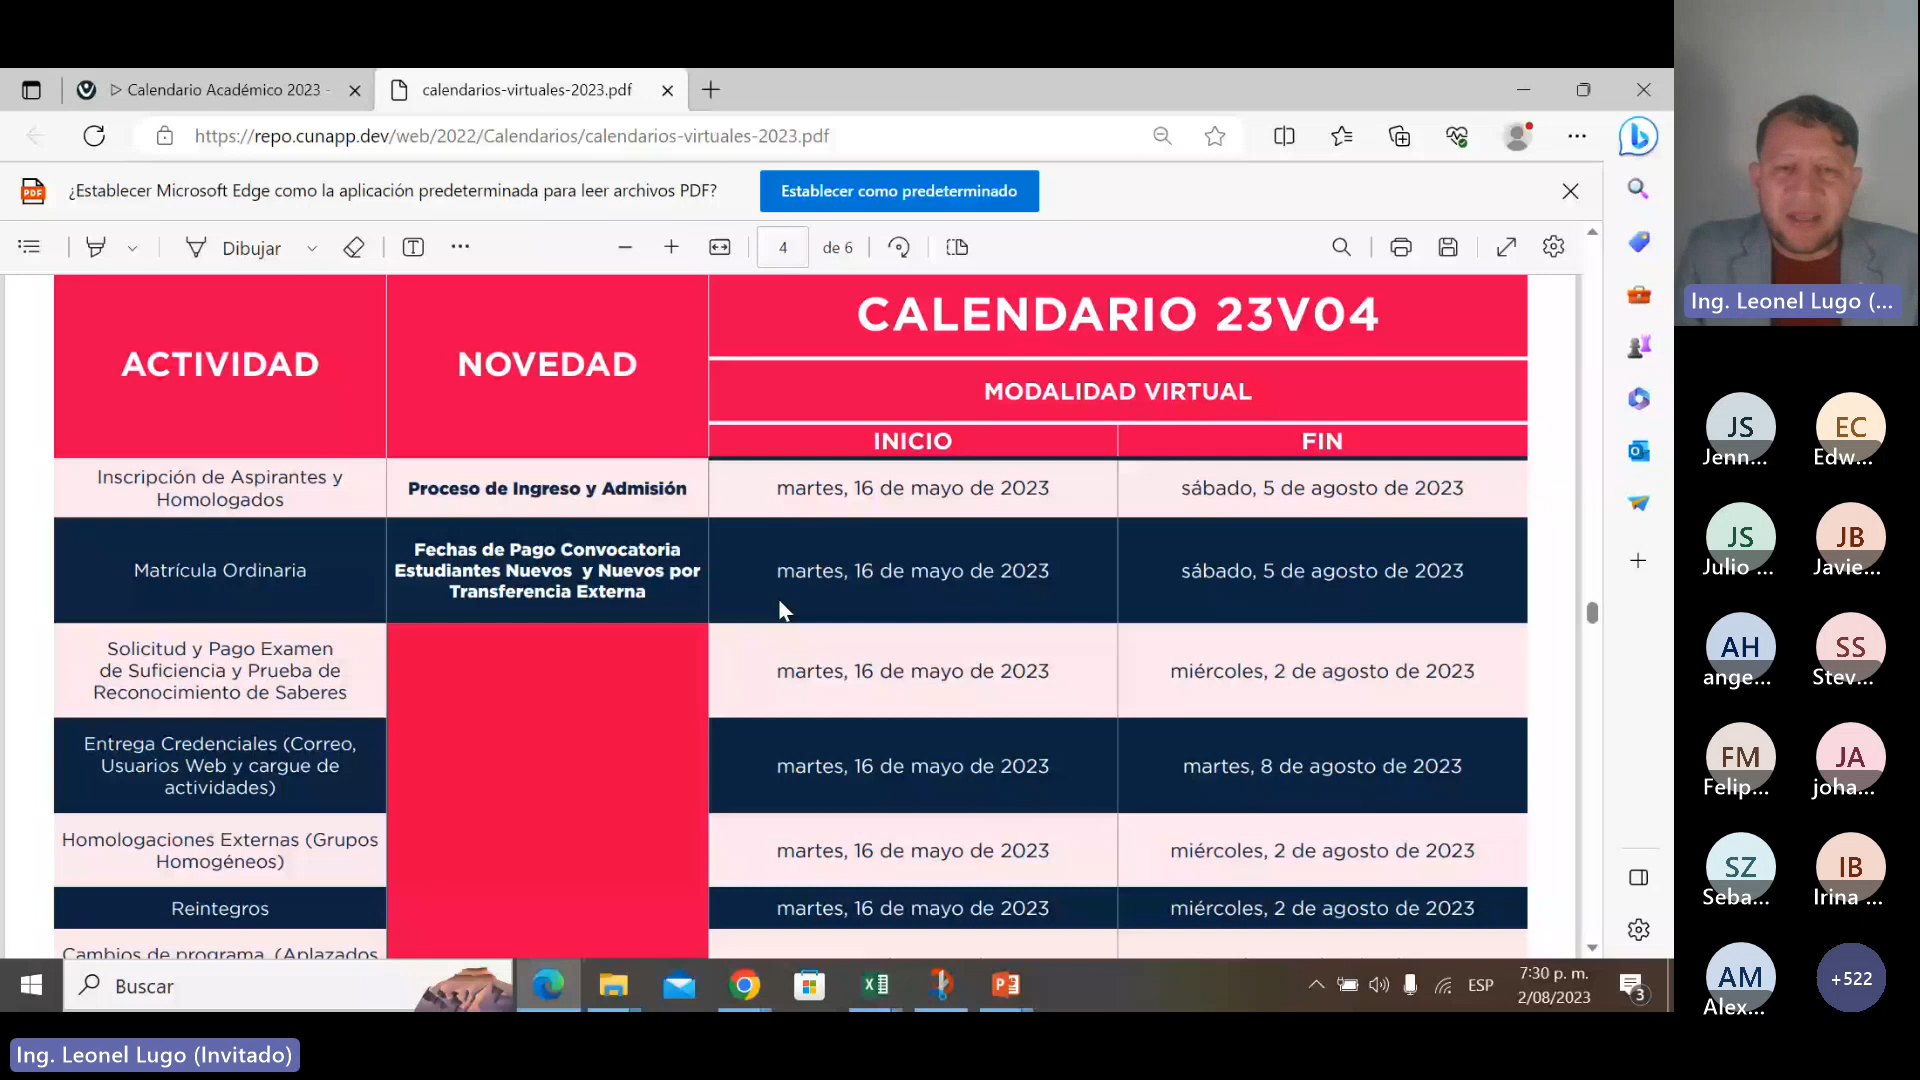 ▷ Calendario Académico 2023 -
calendarios-virtuales-2023.pdf
https://repo.cunapp.dev/web/2022/Calendarios/calendarios-virtuales-2023.pdf
PDF
¿Establecer Microsoft Edge como la aplicación predeterminada para leer archivos PDF?
Establecer como predeterminado
Dibujar
4
de 6
ACTIVIDAD
NOVEDAD
CALENDARIO 23V04
MODALIDAD VIRTUAL
INICIO
FIN
Inscripción de Aspirantes y
Homologados
Proceso de Ingreso y Admisión
martes, 16 de mayo de 2023
sábado, 5 de agosto de 2023
Matrícula Ordinaria
Fechas de Pago Convocatoria
Estudiantes Nuevos y Nuevos por
Transferencia Externa
martes, 16 de mayo de 2023
sábado, 5 de agosto de 2023
Solicitud y Pago Examen
de Suficiencia y Prueba de
Reconocimiento de Saberes
martes, 16 de mayo de 2023
miércoles, 2 de agosto de 2023
Entrega Credenciales (Correo,
Usuarios Web y cargue de
actividades)
martes, 16 de mayo de 2023
martes, 8 de agosto de 2023
Homologaciones Externas (Grupos
Homogéneos)
martes, 16 de mayo de 2023
miércoles, 2 de agosto de 2023
Reintegros
martes, 16 de mayo de 2023
miércoles, 2 de agosto de 2023
Cambios de programa, (Aplazados
Buscar
ESP
7:30 p. m.
2/08/2023
3
Ing. Leonel Lugo (Invitado)
Ing. Leonel Lugo (...
JS
Jenn...
EC
Edw...
JS
Julio ...
JB
Javie...
AH
ange...
SS
Stev...
FM
Felip...
JA
joha...
SZ
Seba...
IB
Irina ...
AM
Alex...
+522